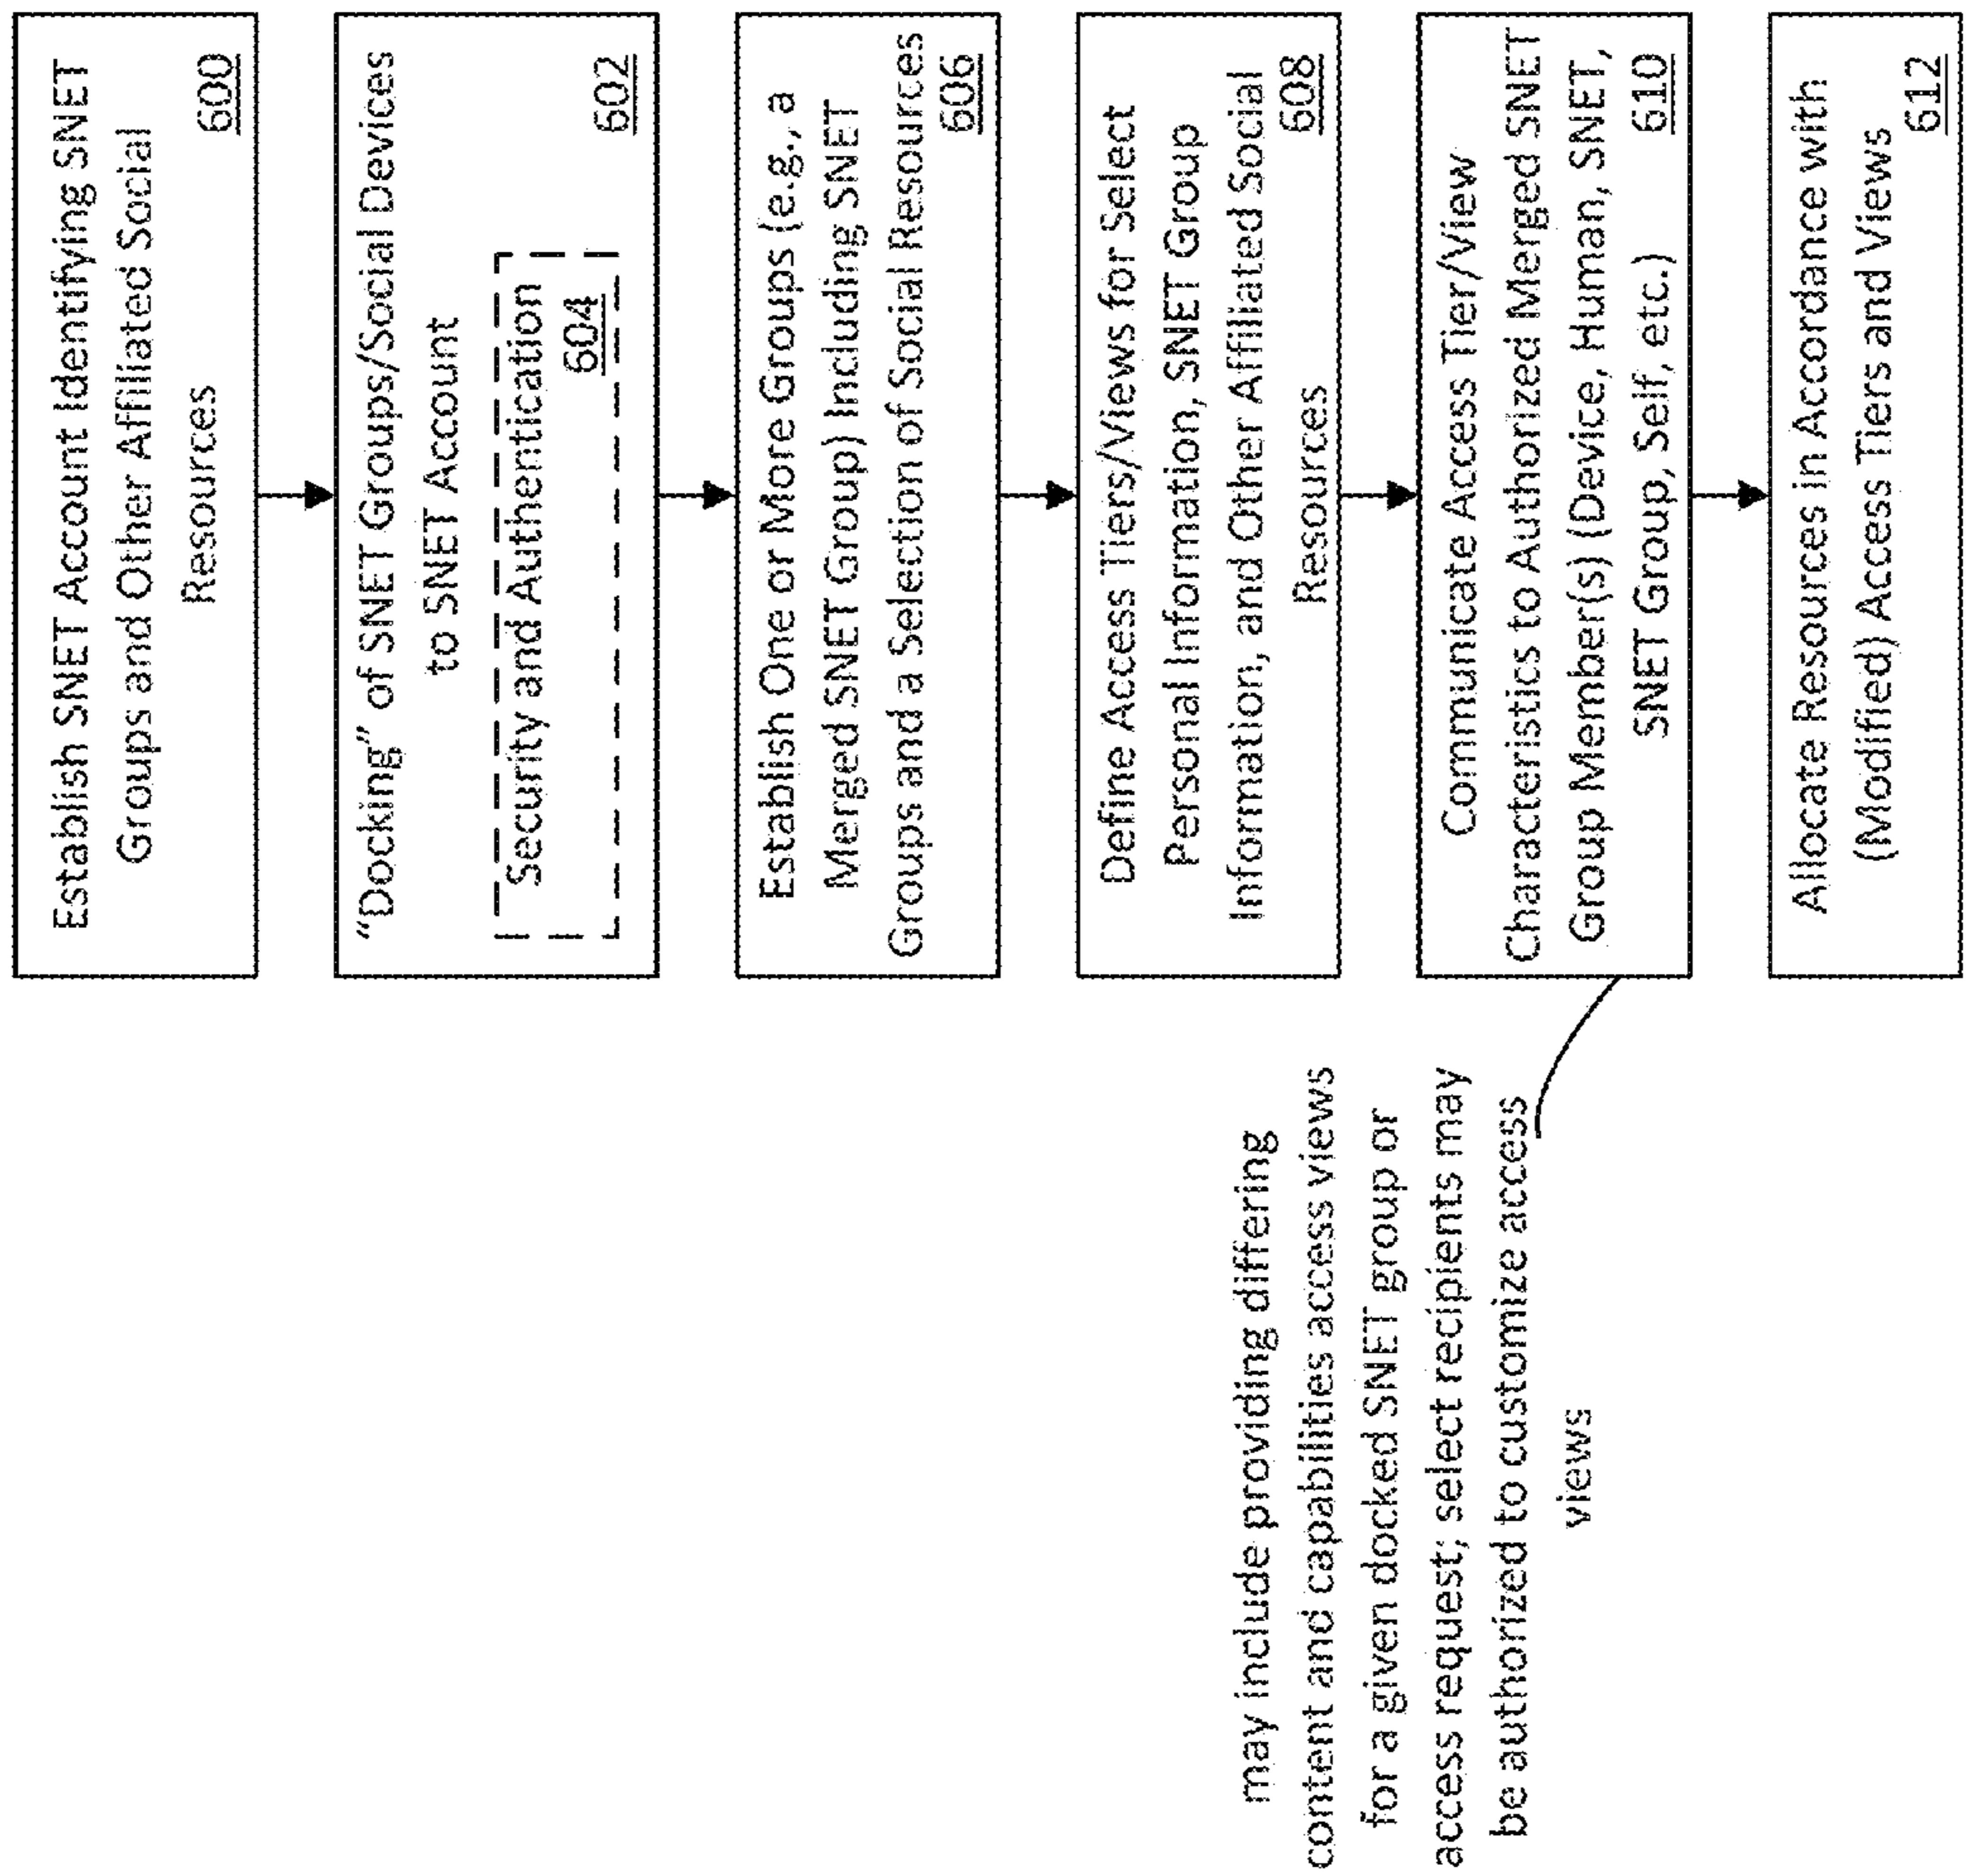 Establish SNET Account Identifying SNET
Groups and Other Affiliated Social
Resources
600
"Docking" of SNET Groups/Social Devices
to SNET Account
602
Security and Authentication
604
Establish One or More Groups (e.g., a
Merged SNET Group) Including SNET
Groups and a Selection of Social Resources
606
Define Access Tiers/Views for Select
Personal Information, SNET Group
Information, and Other Affiliated Social
Resources
608
Communicate Access Tier/View
Characteristics to Authorized Merged SNET
Group Member(s) (Device, Human, SNET,
SNET Group, Self, etc.)
610
Allocate Resources in Accordance with
(Modified) Access Tiers and Views
612
may include providing differing
content and capabilities access views
for a given docked SNET group or
access request; select recipients may
be authorized to customize access
views